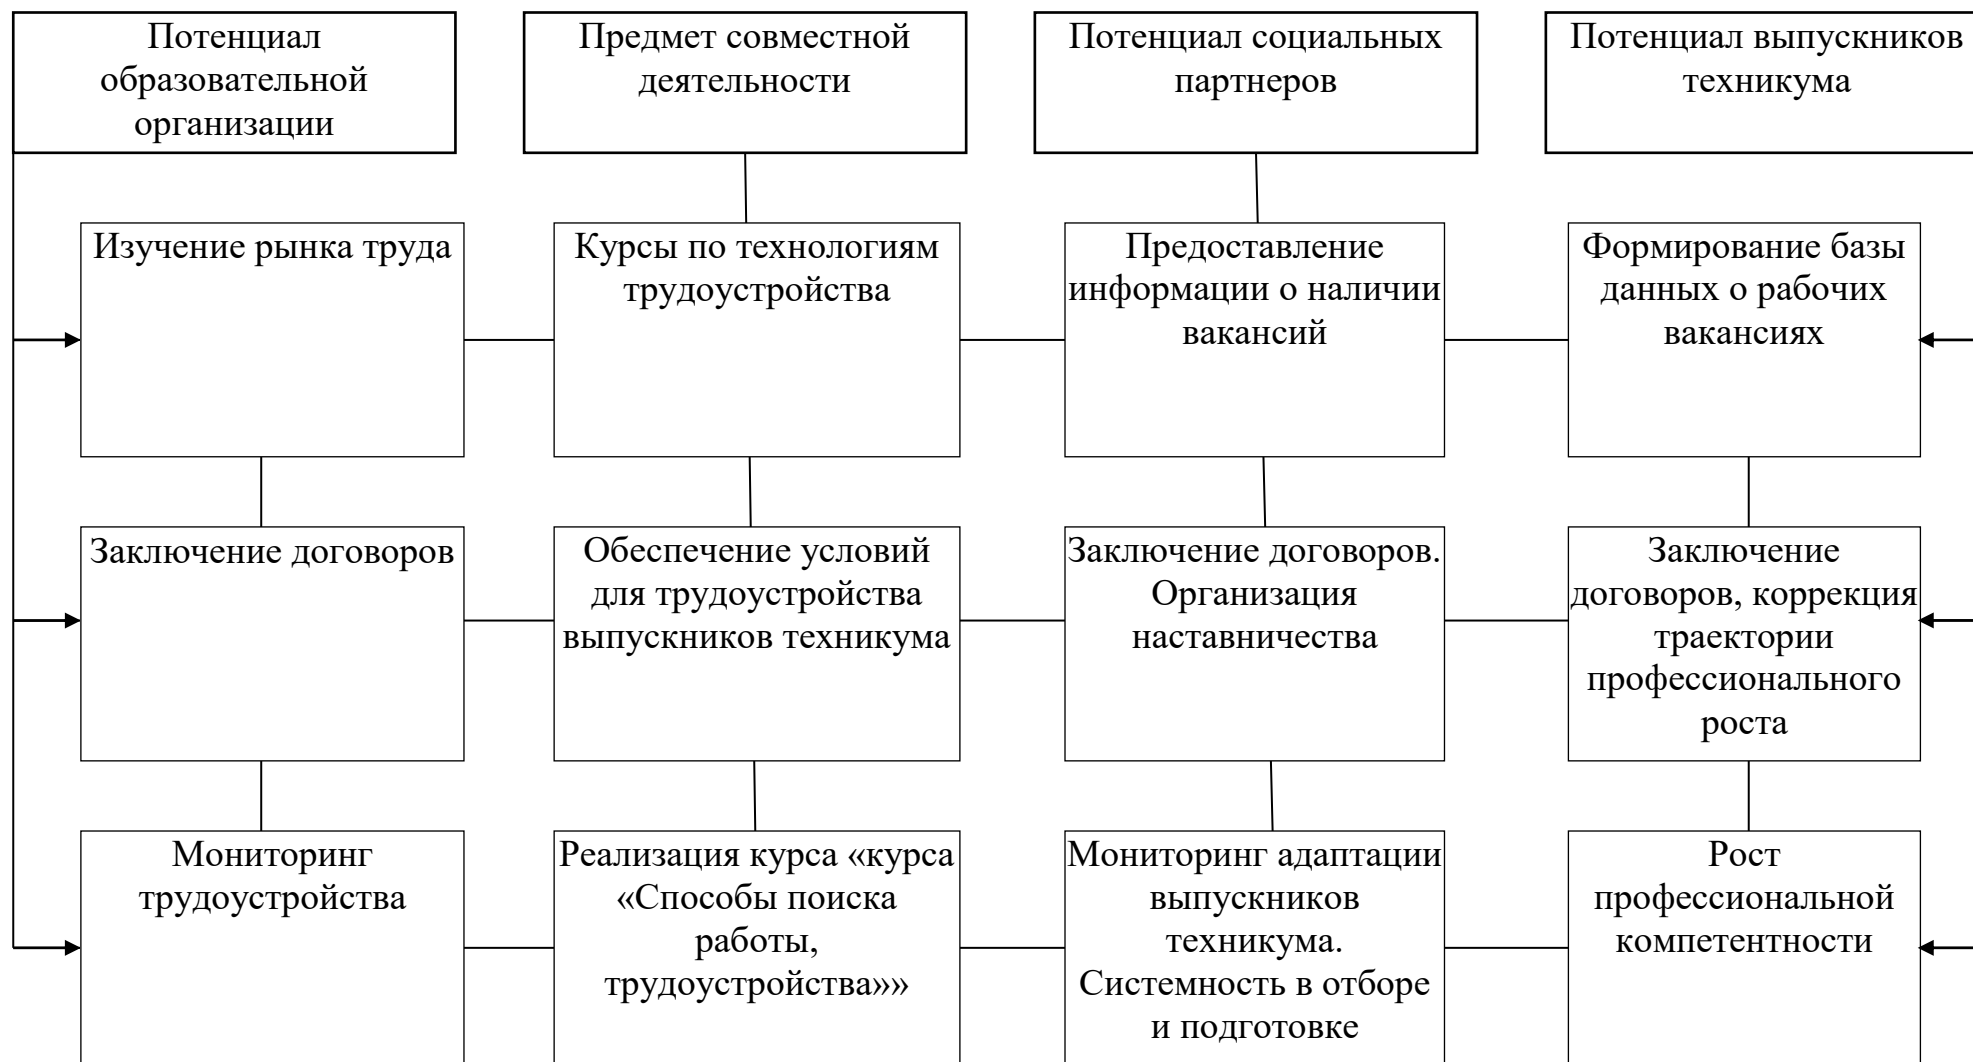 Потенциал
образовательной
организации
Предмет совместной
деятельности
Потенциал социальных
партнеров
Потенциал выпускников
техникума
Изучение рынка труда
Курсы по технологиям
трудоустройства
Предоставление
информации о наличии
вакансий
Формирование базы
данных о рабочих
вакансиях
Заключение договоров
Обеспечение условий
для трудоустройства
выпускников техникума
Заключение договоров.
Организация
наставничества
Заключение
договоров, коррекция
траектории
профессионального
роста
Мониторинг
трудоустройства
Реализация курса «курса
«Способы поиска
работы,
трудоустройства»»
Мониторинг адаптации
выпускников
техникума.
Системность в отборе
и подготовке
Рост
профессиональной
компетентности